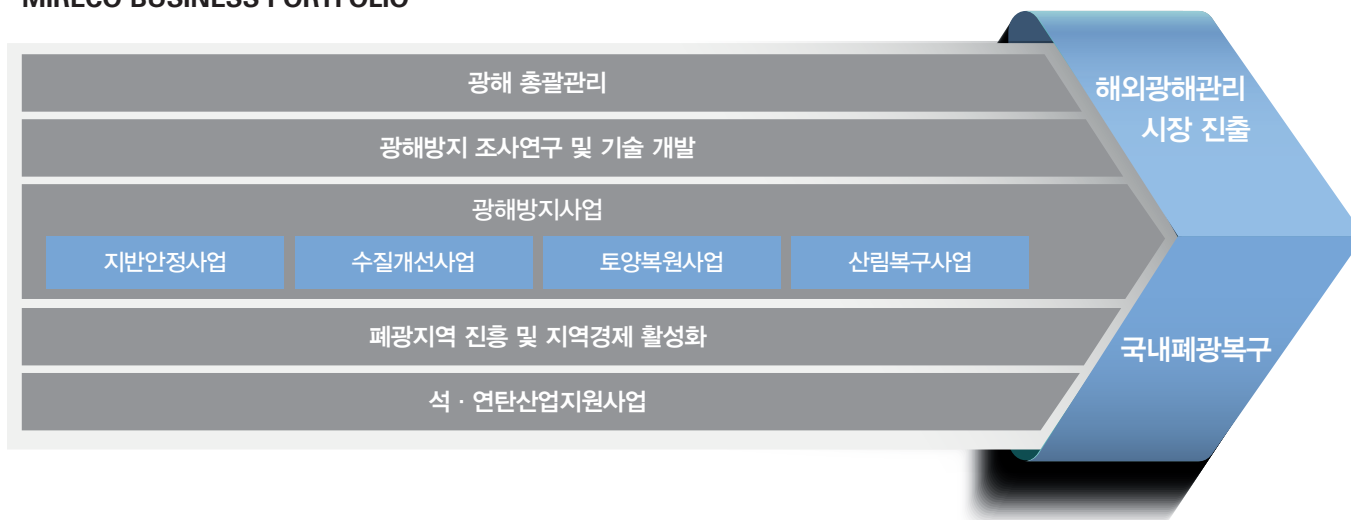 MIRECO BUSINESS PORTFOLIO
광해 총괄관리
광해방지 조사연구 및 기술 개발
광해방지사업
지반안정사업
수질개선사업
토양복원사업
산림복구사업
폐광지역 진흥 및 지역경제 활성화
석 · 연탄산업지원사업
해외광해관리
시장 진출
국내폐광복구